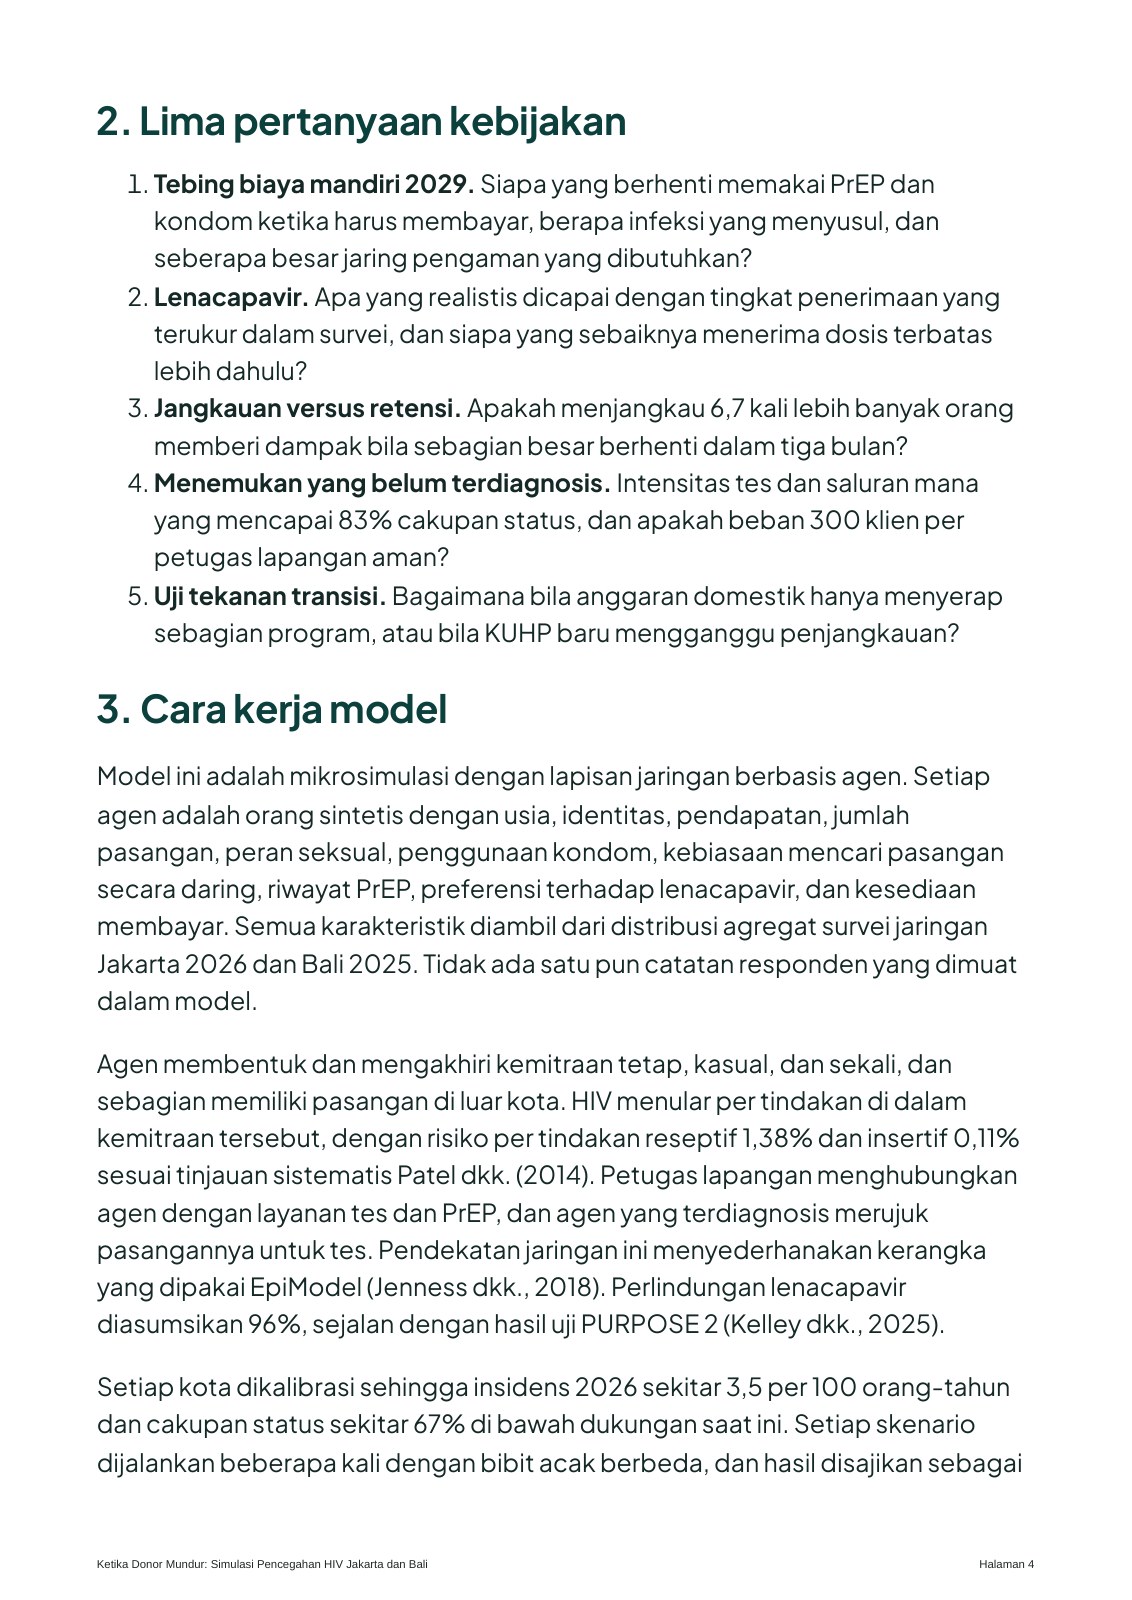 2. Lima pertanyaan kebijakan
1. Tebing biaya mandiri 2029. Siapa yang berhenti memakai PrEP dan
kondom ketika harus membayar, berapa infeksi yang menyusul, dan
seberapa besar jaring pengaman yang dibutuhkan?
2. Lenacapavir. Apa yang realistis dicapai dengan tingkat penerimaan yang
terukur dalam survei, dan siapa yang sebaiknya menerima dosis terbatas
lebih dahulu?
3. Jangkauan versus retensi. Apakah menjangkau 6,7 kali lebih banyak orang
memberi dampak bila sebagian besar berhenti dalam tiga bulan?
4. Menemukan yang belum terdiagnosis. Intensitas tes dan saluran mana
yang mencapai 83% cakupan status, dan apakah beban 300 klien per
petugas lapangan aman?
5. Uji tekanan transisi. Bagaimana bila anggaran domestik hanya menyerap
sebagian program, atau bila KUHP baru mengganggu penjangkauan?
3. Cara kerja model
Model ini adalah mikrosimulasi dengan lapisan jaringan berbasis agen. Setiap
agen adalah orang sintetis dengan usia, identitas, pendapatan, jumlah
pasangan, peran seksual, penggunaan kondom, kebiasaan mencari pasangan
secara daring, riwayat PrEP, preferensi terhadap lenacapavir, dan kesediaan
membayar. Semua karakteristik diambil dari distribusi agregat survei jaringan
Jakarta 2026 dan Bali 2025. Tidak ada satu pun catatan responden yang dimuat
dalam model.
Agen membentuk dan mengakhiri kemitraan tetap, kasual, dan sekali, dan
sebagian memiliki pasangan di luar kota. HIV menular per tindakan di dalam
kemitraan tersebut, dengan risiko per tindakan reseptif 1,38% dan insertif 0,11%
sesuai tinjauan sistematis Patel dkk. (2014). Petugas lapangan menghubungkan
agen dengan layanan tes dan PrEP, dan agen yang terdiagnosis merujuk
pasangannya untuk tes. Pendekatan jaringan ini menyederhanakan kerangka
yang dipakai EpiModel (Jenness dkk., 2018). Perlindungan lenacapavir
diasumsikan 96%, sejalan dengan hasil uji PURPOSE 2 (Kelley dkk., 2025).
Setiap kota dikalibrasi sehingga insidens 2026 sekitar 3,5 per 100 orang-tahun
dan cakupan status sekitar 67% di bawah dukungan saat ini. Setiap skenario
dijalankan beberapa kali dengan bibit acak berbeda, dan hasil disajikan sebagai
Ketika Donor Mundur: Simulasi Pencegahan HIV Jakarta dan Bali
Halaman 4